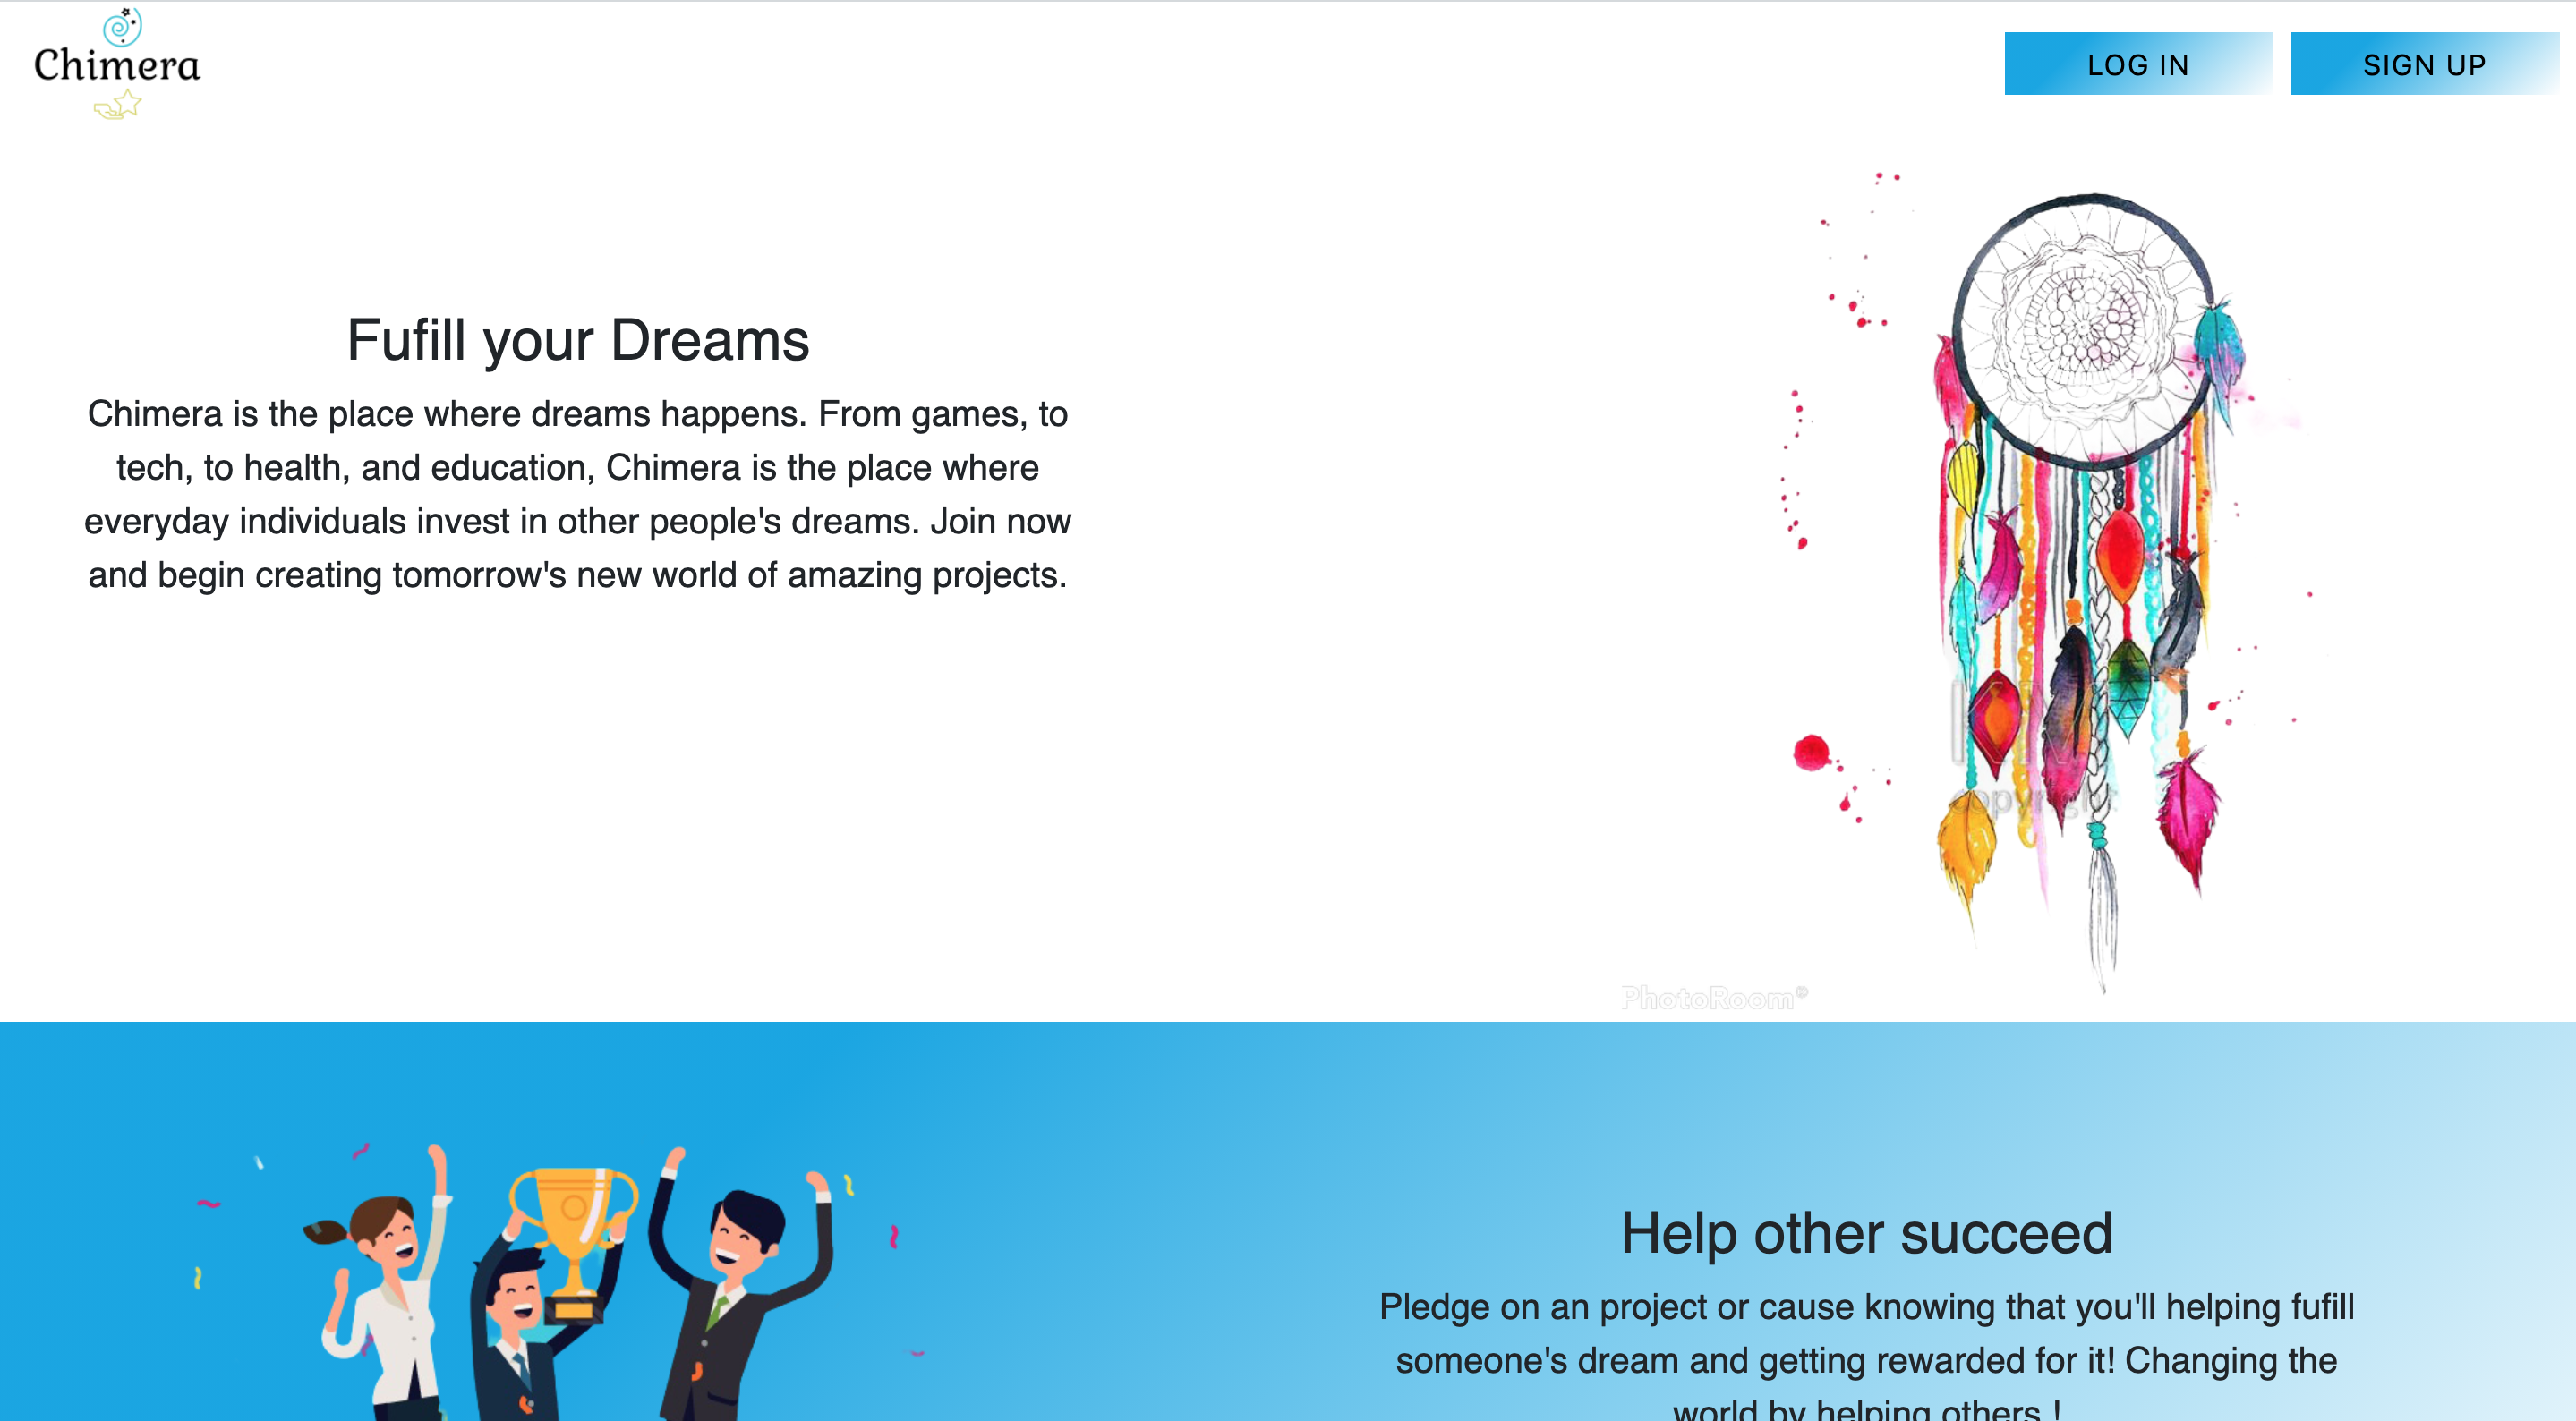 Chimera
LOG IN
SIGN UP
Fufill your Dreams
Chimera is the place where dreams happens. From games, to
tech, to health, and education, Chimera is the place where
everyday individuals invest in other people's dreams. Join now
and begin creating tomorrow's new world of amazing projects.
copyright
PhotoRoom®
Help other succeed
Pledge on an project or cause knowing that you'll helping fufill
someone's dream and getting rewarded for it! Changing the
world by helping others !